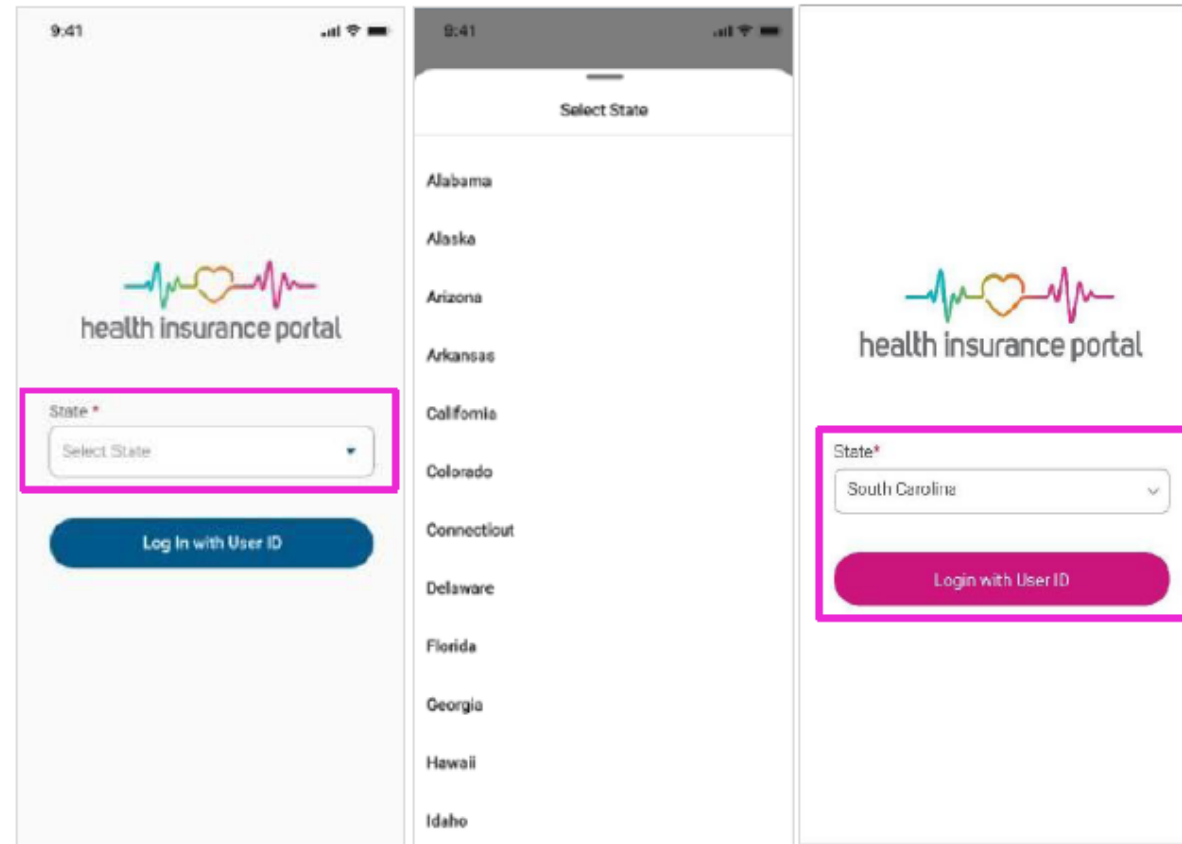 9:41
health insurance portal
State *
Select State
Log In with User ID
9:41
Select State
Alabama
Alaska
Arizona
Arkansas
California
Colorado
Connecticut
Delaware
Florida
Georgia
Hawaii
Idaho
health insurance portal
State*
South Carolina
Login with User ID